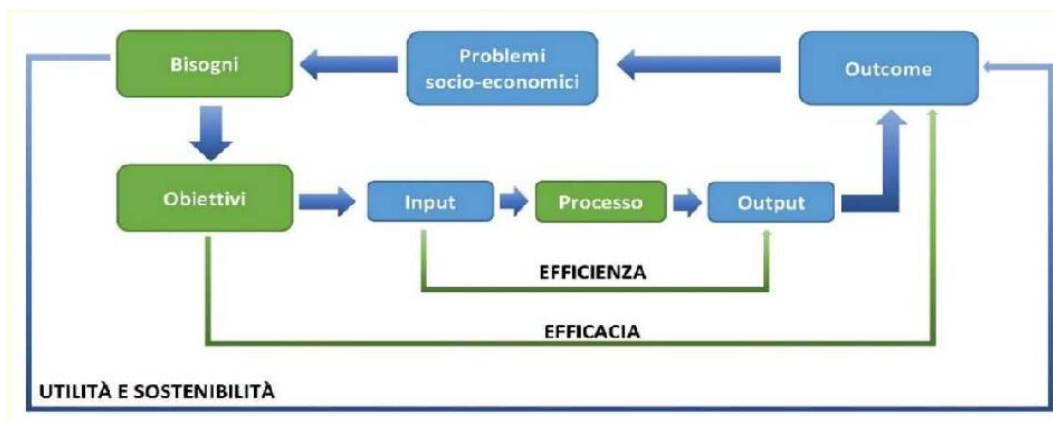 Bisogni
Problemi
socio-economici
Outcome
Obiettivi
Input
Processo
Output
EFFICIENZA
EFFICACIA
UTILITÀ E SOSTENIBILITÀ